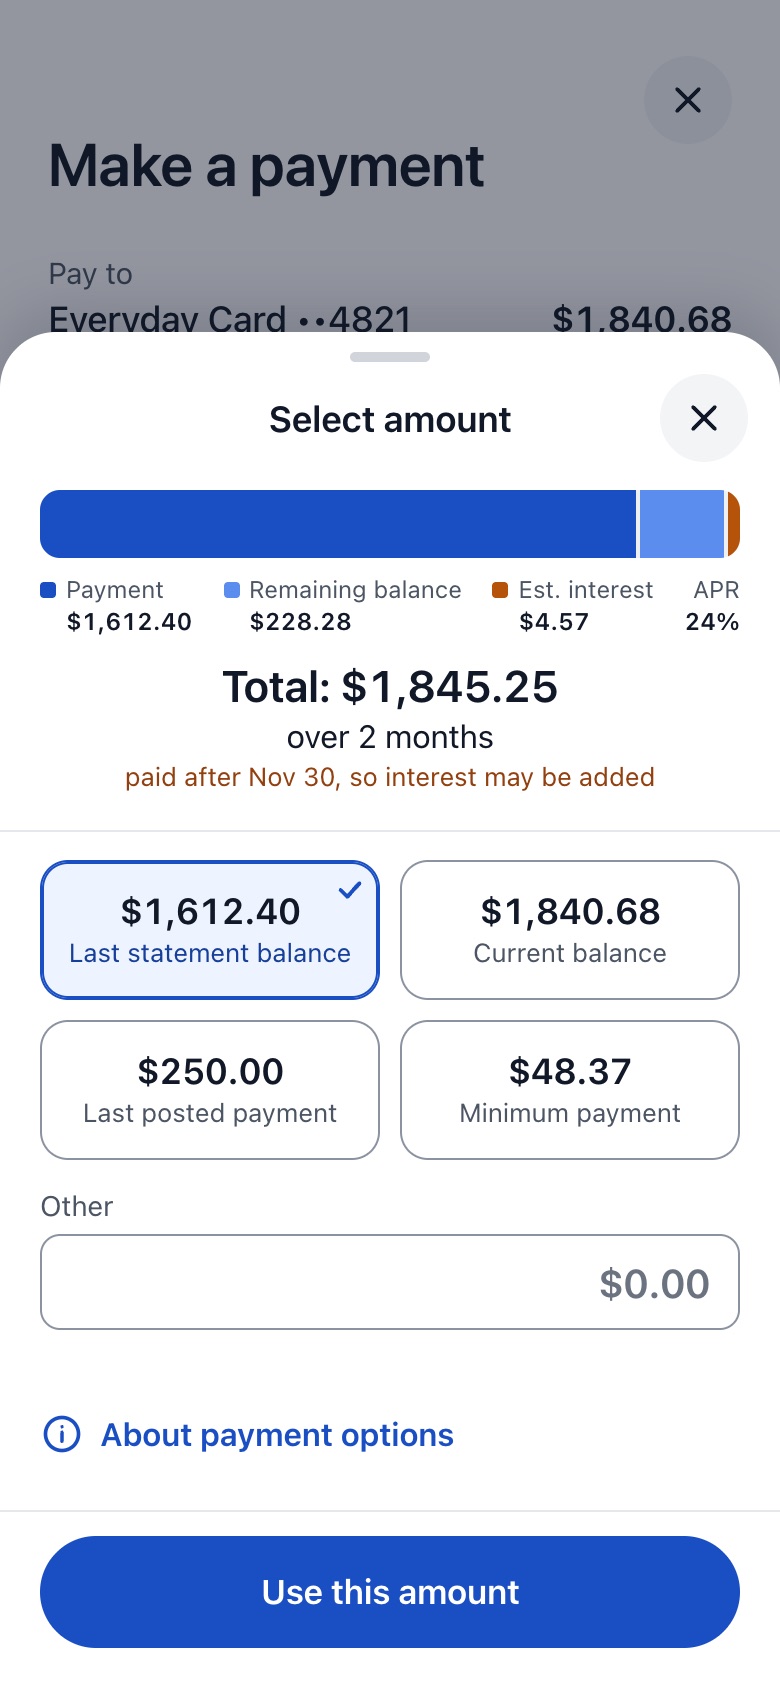 Make a payment
Pay to
Everyday Card ••4821 $1,840.68
Select amount
Payment Remaining balance Est. interest APR
$1,612.40 $228.28 $4.57 24%
Total: $1,845.25
over 2 months
paid after Nov 30, so interest may be added
$1,612.40 $1,840.68
Last statement balance Current balance
$250.00 $48.37
Last posted payment Minimum payment
Other
$0.00
About payment options
Use this amount